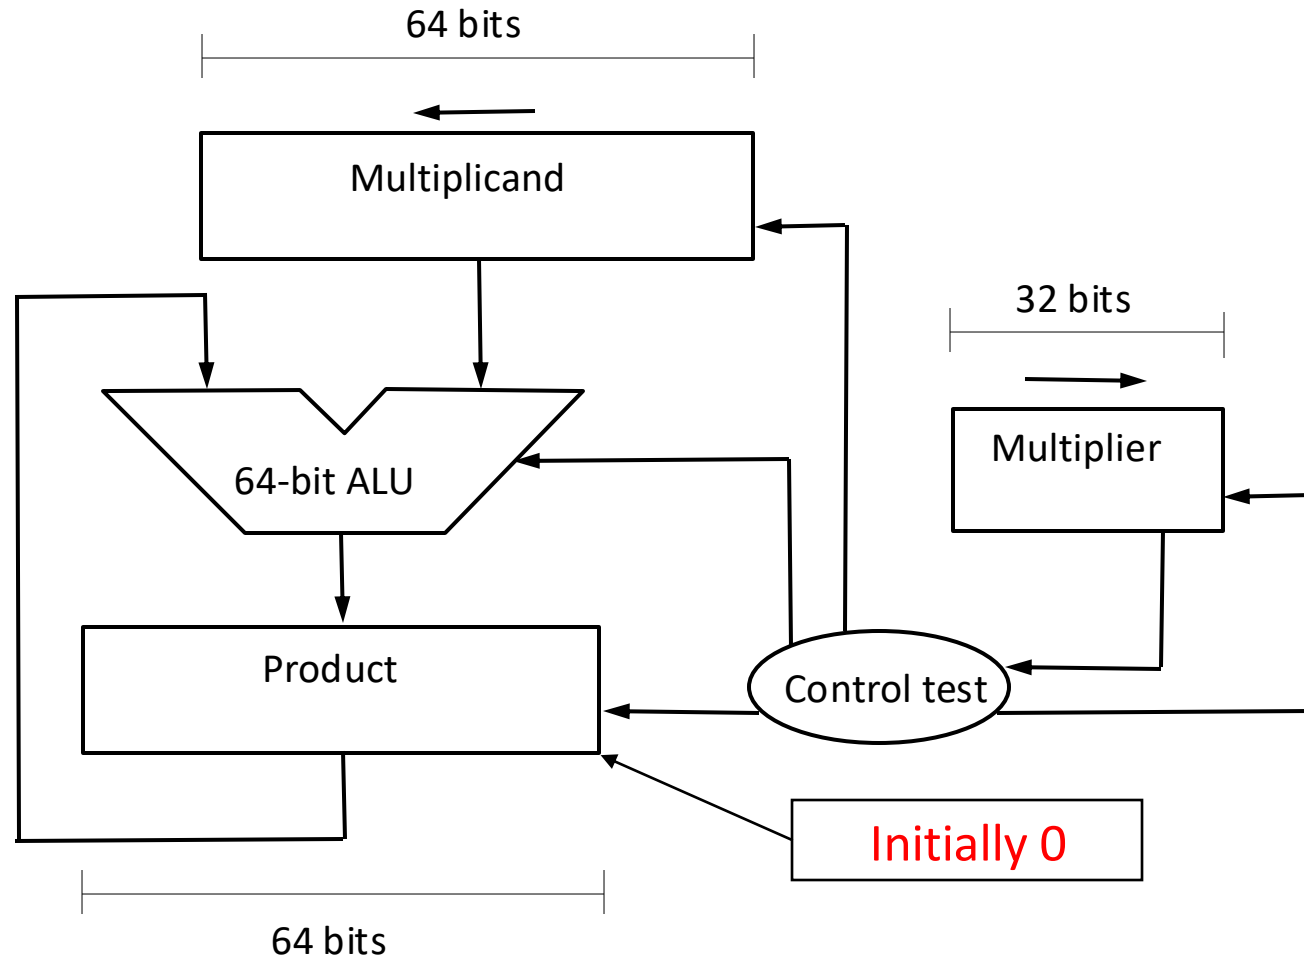 64 bits
Multiplicand
32 bits
Multiplier
64-bit ALU
Product
Control test
Initially 0
64 bits